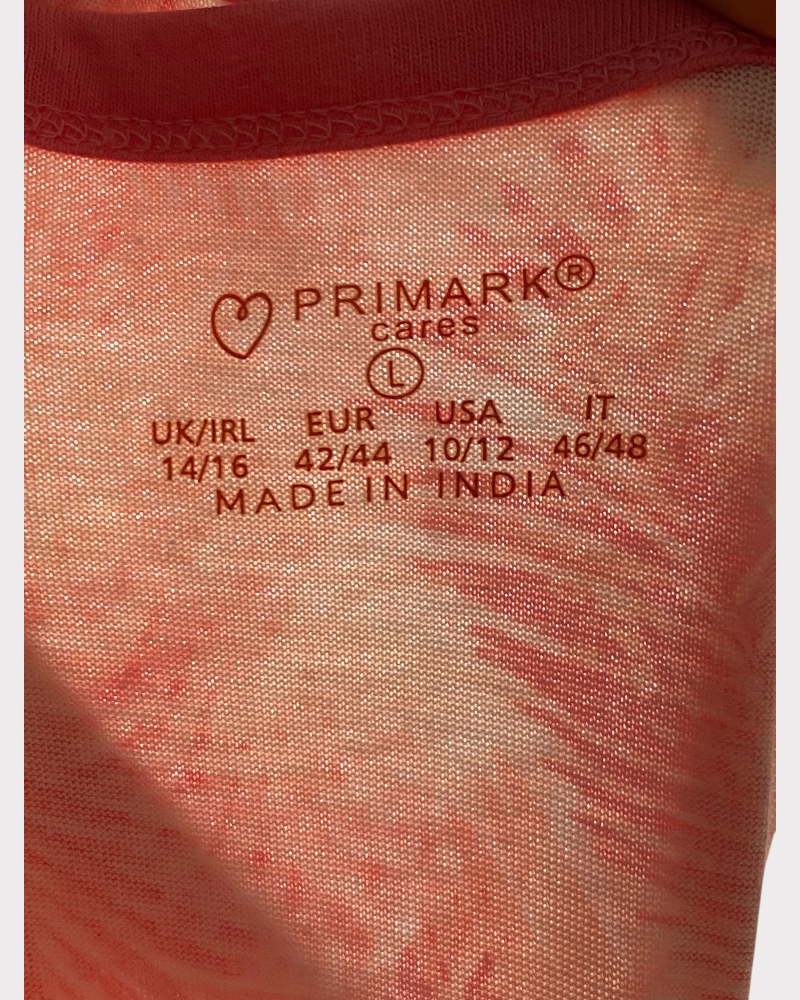 PRIMARK®
cares
L
UK/IRL EUR USA IT
14/16 42/44 10/12 46/48
MADE IN INDIA